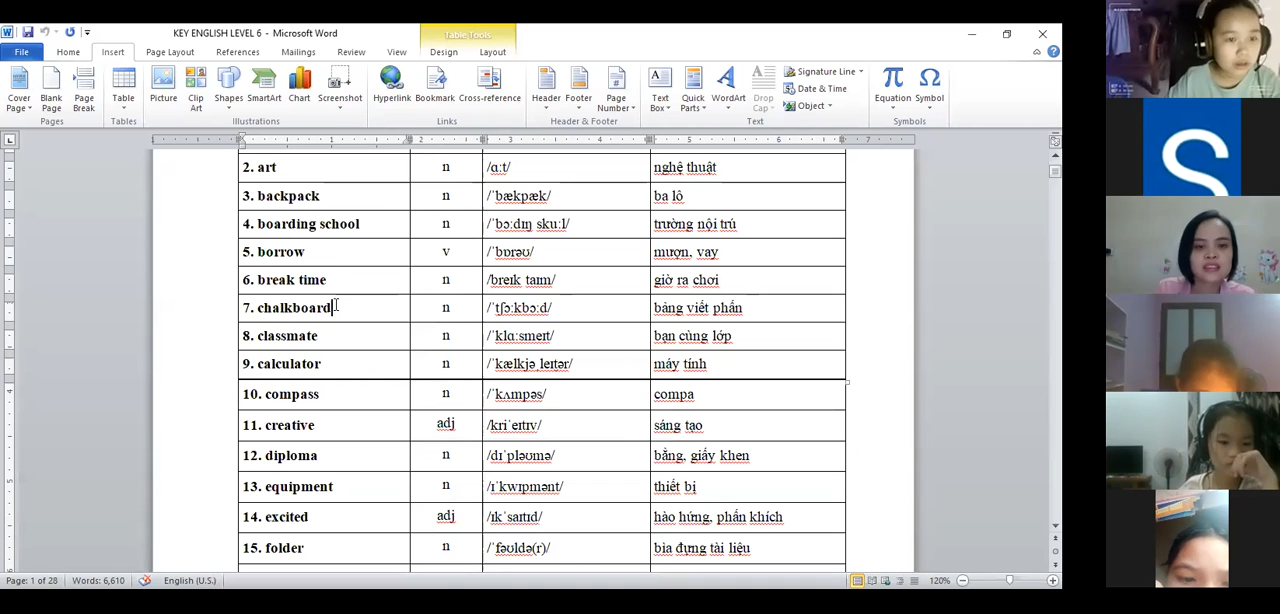 KEY ENGLISH LEVEL 6 - Microsoft Word
Table Tools
File Home Insert Page Layout References Mailings Review View Design Layout
Cover Page Blank Page Page Break Table Picture Clip Art Shapes SmartArt Chart Screenshot Hyperlink Bookmark Cross-reference Header Footer Page Number Text Box Quick Parts WordArt Drop Cap Signature Line Date & Time Object Equation Symbol
Pages Tables Illustrations Links Header & Footer Text Symbols
2. art n /ɑːt/ nghệ thuật
3. backpack n /ˈbækpæk/ ba lô
4. boarding school n /ˈbɔːdɪŋ skuːl/ trường nội trú
5. borrow v /ˈbɒrəʊ/ mượn, vay
6. break time n /breɪk taɪm/ giờ ra chơi
7. chalkboard n /ˈtʃɔːkbɔːd/ bảng viết phấn
8. classmate n /ˈklɑːsmeɪt/ bạn cùng lớp
9. calculator n /ˈkælkjəˌleɪtər/ máy tính
10. compass n /ˈkʌmpəs/ compa
11. creative adj /kriˈeɪtɪv/ sáng tạo
12. diploma n /dɪˈpləʊmə/ bằng, giấy khen
13. equipment n /ɪˈkwɪpmənt/ thiết bị
14. excited adj /ɪkˈsaɪtɪd/ hào hứng, phấn khích
15. folder n /ˈfəʊldə(r)/ bìa đựng tài liệu
Page: 1 of 28 Words: 6,610 English (U.S.) 120%
S